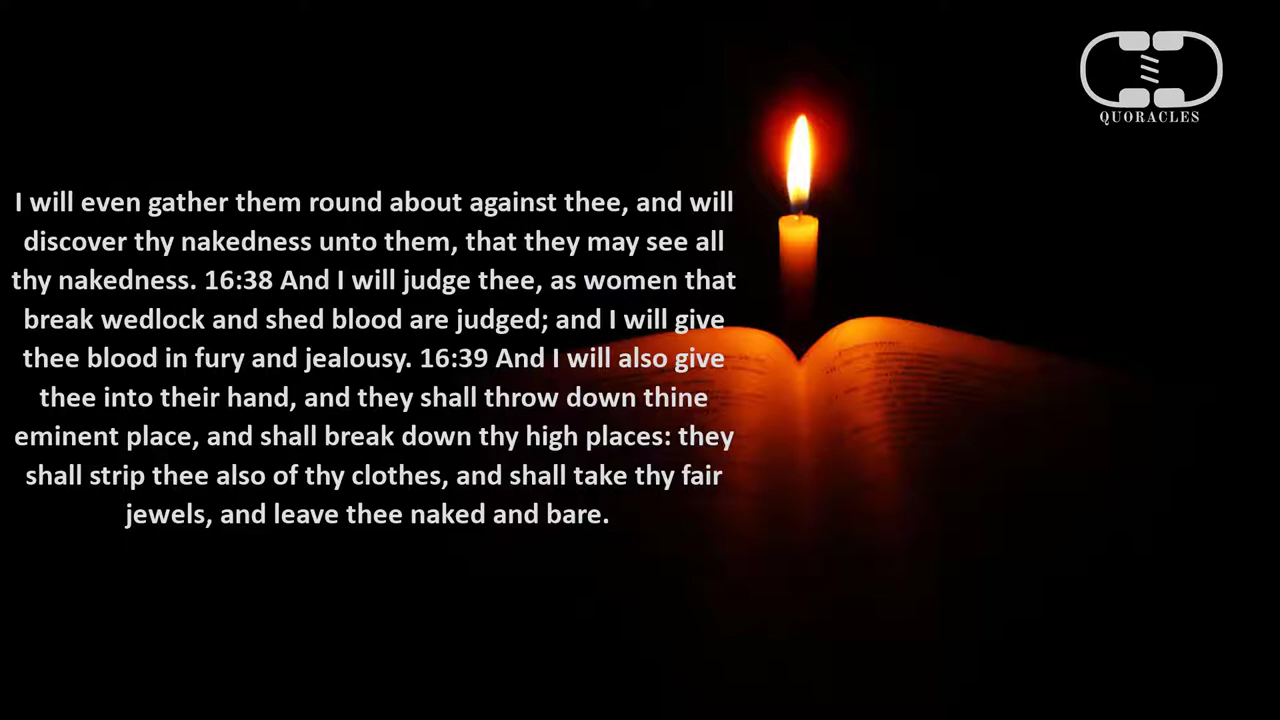 QUORACLES
I will even gather them round about against thee, and will
discover thy nakedness unto them, that they may see all
thy nakedness. 16:38 And I will judge thee, as women that
break wedlock and shed blood are judged; and I will give
thee blood in fury and jealousy. 16:39 And I will also give
thee into their hand, and they shall throw down thine
eminent place, and shall break down thy high places: they
shall strip thee also of thy clothes, and shall take thy fair
jewels, and leave thee naked and bare.